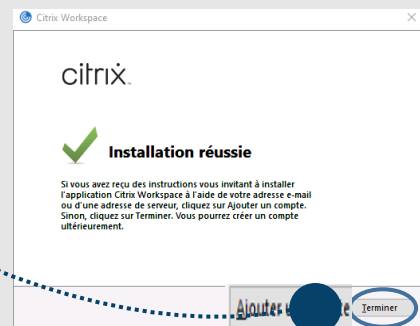 Citrix Workspace
citrix
Installation réussie
Si vous avez reçu des instructions vous invitant à installer
l'application Citrix Workspace à l'aide de votre adresse e-mail
ou d'une adresse de serveur, cliquez sur Ajouter un compte.
Sinon, cliquez sur Terminer. Vous pourrez créer un compte
ultérieurement.
Ajouter
Terminer